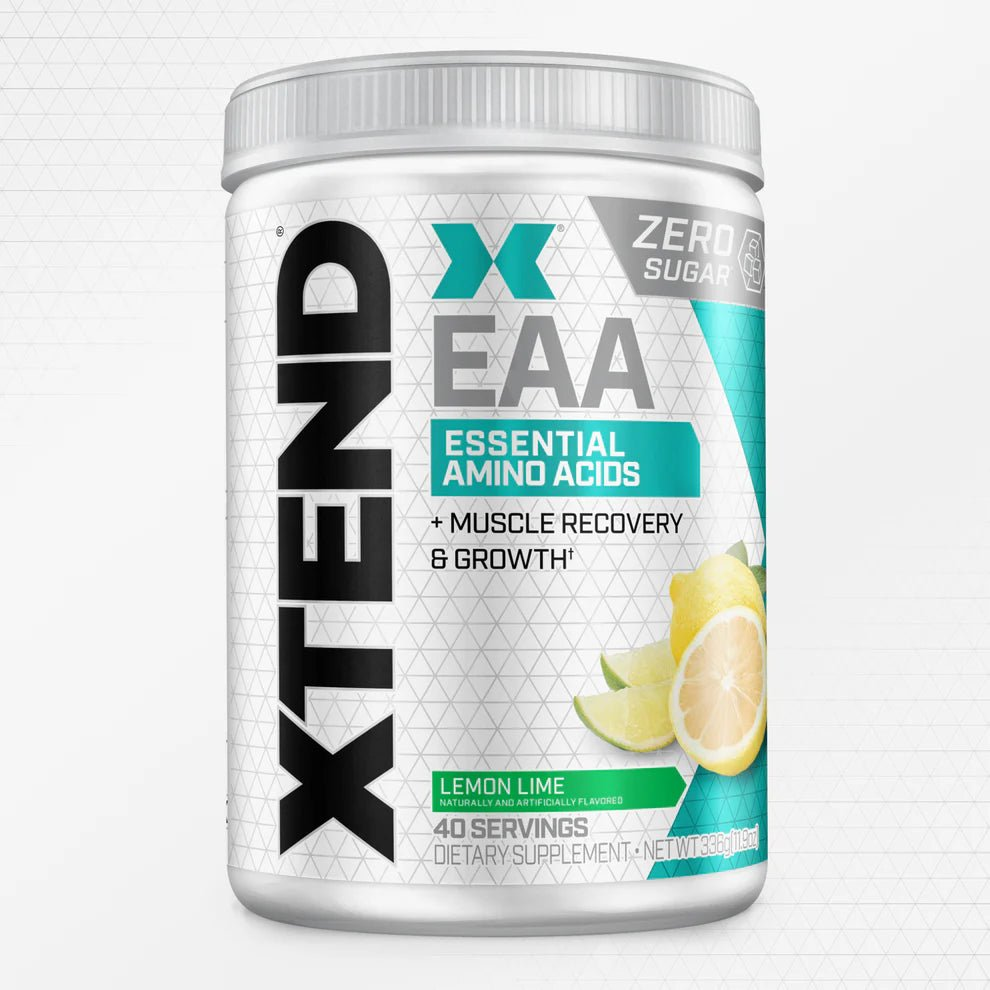 XTEND®
X®
ZERO
SUGAR*
EAA
ESSENTIAL
AMINO ACIDS
+ MUSCLE RECOVERY
& GROWTH†
LEMON LIME
NATURALLY AND ARTIFICIALLY FLAVORED
40 SERVINGS
DIETARY SUPPLEMENT • NET WT 336g (11.9oz)